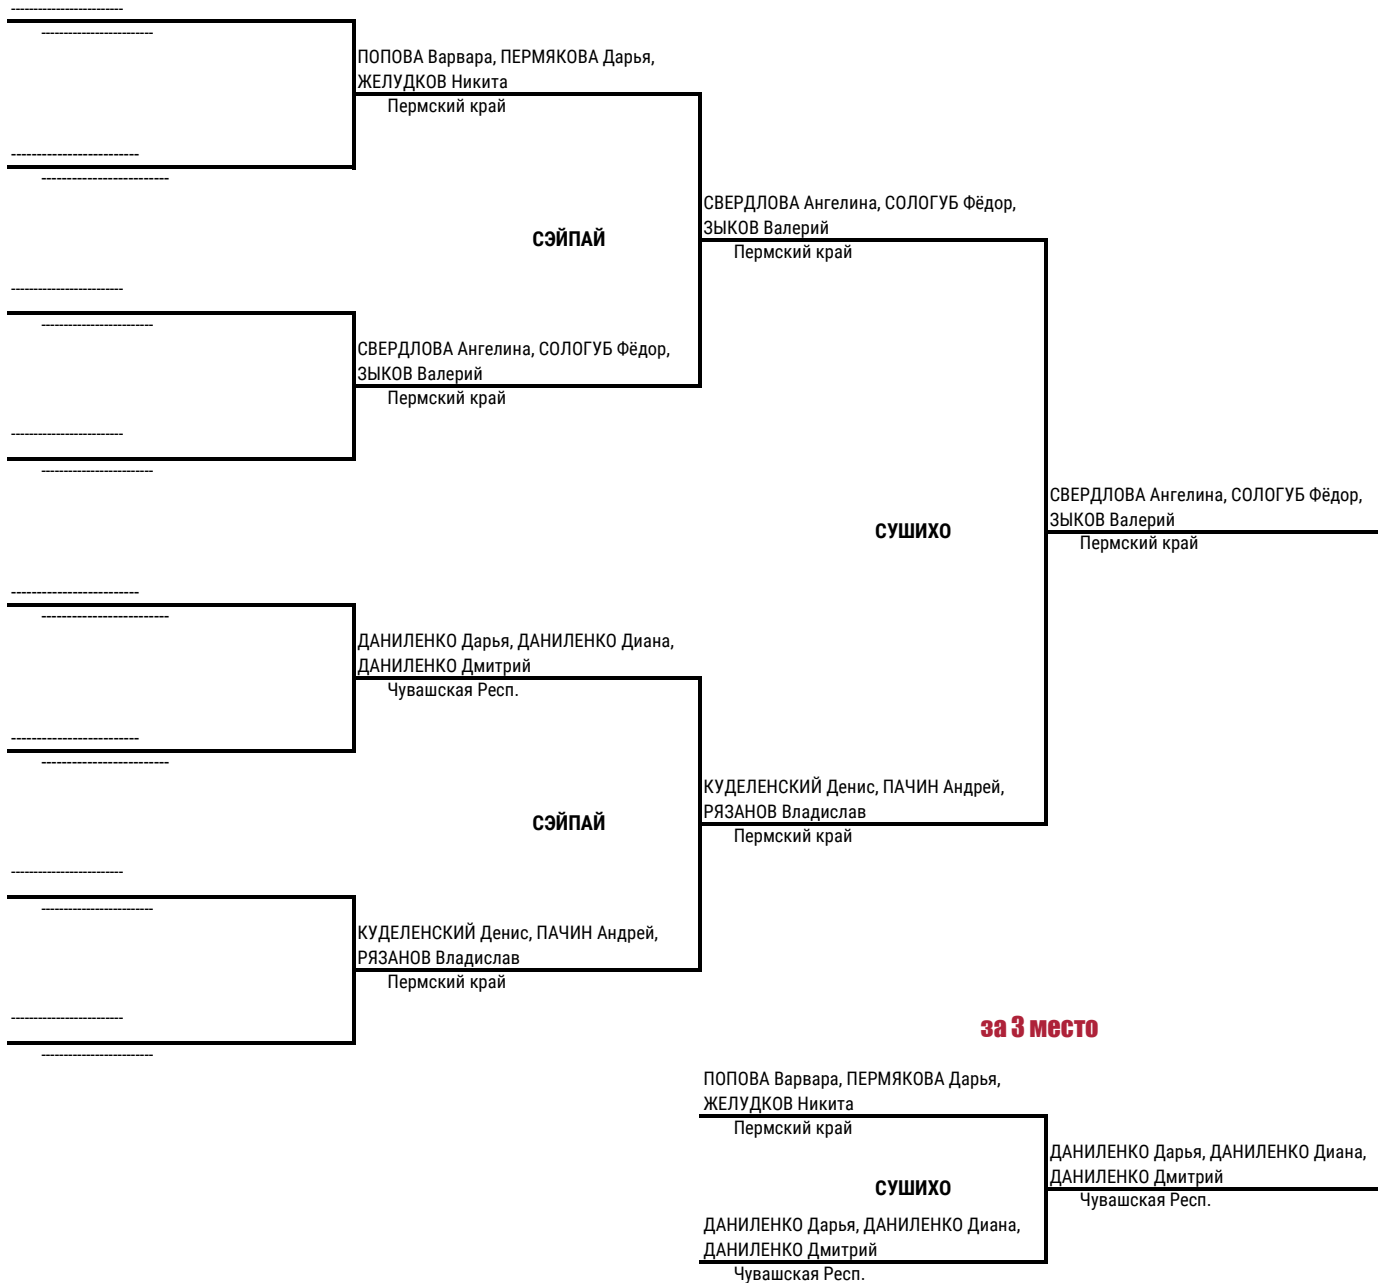 -------------------------
-------------------------
ПОПОВА Варвара, ПЕРМЯКОВА Дарья,
ЖЕЛУДКОВ Никита
Пермский край
-------------------------
-------------------------
СВЕРДЛОВА Ангелина, СОЛОГУБ Фёдор,
ЗЫКОВ Валерий
Пермский край
СЭЙПАЙ
-------------------------
-------------------------
СВЕРДЛОВА Ангелина, СОЛОГУБ Фёдор,
ЗЫКОВ Валерий
Пермский край
-------------------------
-------------------------
СВЕРДЛОВА Ангелина, СОЛОГУБ Фёдор,
ЗЫКОВ Валерий
Пермский край
СУШИХО
-------------------------
-------------------------
ДАНИЛЕНКО Дарья, ДАНИЛЕНКО Диана,
ДАНИЛЕНКО Дмитрий
Чувашская Респ.
-------------------------
-------------------------
КУДЕЛЕНСКИЙ Денис, ПАЧИН Андрей,
РЯЗАНОВ Владислав
Пермский край
СЭЙПАЙ
-------------------------
-------------------------
КУДЕЛЕНСКИЙ Денис, ПАЧИН Андрей,
РЯЗАНОВ Владислав
Пермский край
-------------------------
-------------------------
за 3 место
ПОПОВА Варвара, ПЕРМЯКОВА Дарья,
ЖЕЛУДКОВ Никита
Пермский край
ДАНИЛЕНКО Дарья, ДАНИЛЕНКО Диана,
ДАНИЛЕНКО Дмитрий
Чувашская Респ.
СУШИХО
ДАНИЛЕНКО Дарья, ДАНИЛЕНКО Диана,
ДАНИЛЕНКО Дмитрий
Чувашская Респ.